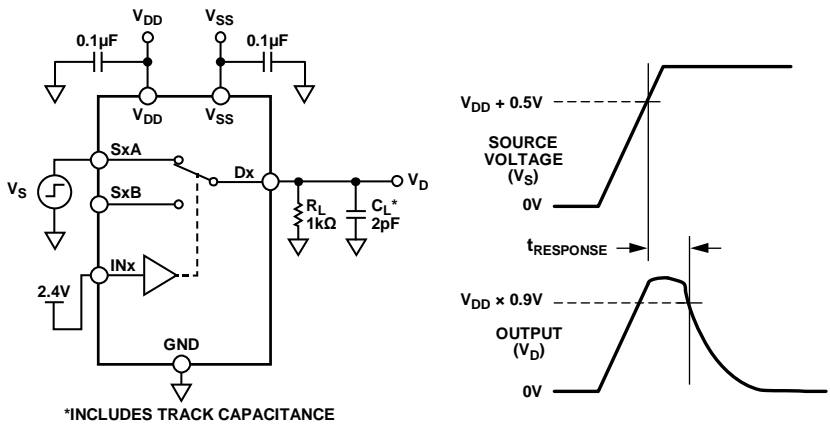 V_DD V_SS
0.1µF 0.1µF
V_DD V_SS
SxA
Dx V_D
V_S
SxB
R_L
1kΩ
C_L*
2pF
INx
2.4V
GND
*INCLUDES TRACK CAPACITANCE
V_DD + 0.5V
SOURCE
VOLTAGE
(V_S)
0V
t_RESPONSE
V_DD × 0.9V
OUTPUT
(V_D)
0V